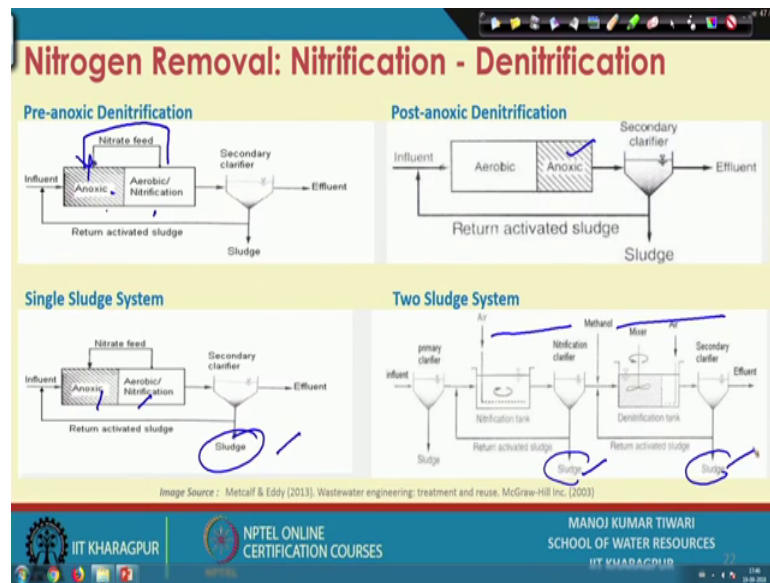 Nitrogen Removal: Nitrification - Denitrification
Pre-anoxic Denitrification
Nitrate feed
Secondary
clarifier
Influent
Anoxic
Aerobic/
Nitrification
Effluent
Return activated sludge
Sludge
Post-anoxic Denitrification
Secondary
clarifier
Influent
Aerobic
Anoxic
Effluent
Return activated sludge
Sludge
Single Sludge System
Nitrate feed
Secondary
clarifier
Influent
Anoxic
Aerobic/
Nitrification
Effluent
Return activated sludge
Sludge
Two Sludge System
Air
Methanol
Mixer
Air
primary
clarifier
Nitrification
clarifier
Secondary
clarifier
influent
Effluent
Nitrification tank
Denitrification tank
Return activated sludge
Return activated sludge
Sludge
Sludge
Sludge
Image Source : Metcalf & Eddy (2013). Wastewater engineering: treatment and reuse. McGraw-Hill Inc. (2003)
IIT KHARAGPUR
NPTEL ONLINE
CERTIFICATION COURSES
NPTEL
MANOJ KUMAR TIWARI
SCHOOL OF WATER RESOURCES
IIT KHARAGPUR
22